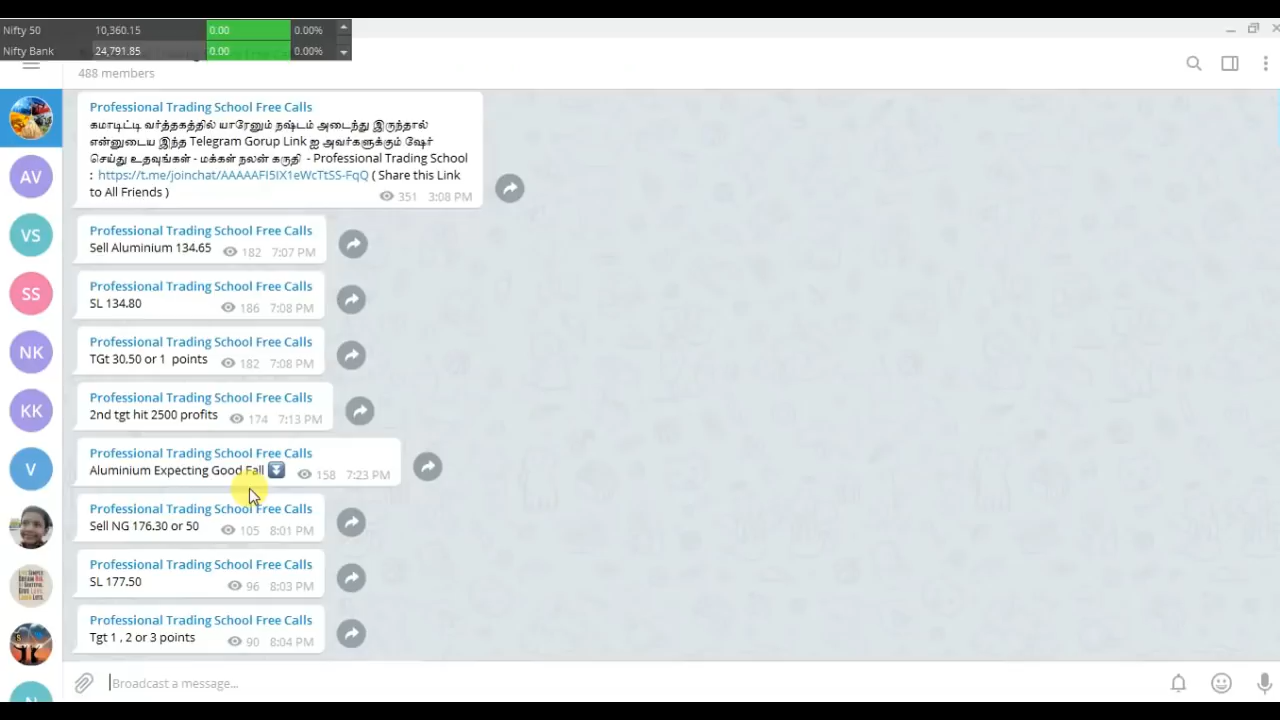 Nifty 50 10,360.15 0.00 0.00%
Nifty Bank 24,791.85 0.00 0.00%
488 members
Professional Trading School Free Calls
கமாடிட்டி வர்த்தகத்தில் யாரேனும் நஷ்டம் அடைந்து இருந்தால்
என்னுடைய இந்த Telegram Gorup Link ஐ அவர்களுக்கும் ஷேர்
செய்து உதவுங்கள் - மக்கள் நலன் கருதி - Professional Trading School
: https://t.me/joinchat/AAAAAFI5IX1eWcTtSS-FqQ ( Share this Link
to All Friends ) 351 3:08 PM
Professional Trading School Free Calls
Sell Aluminium 134.65 182 7:07 PM
Professional Trading School Free Calls
SL 134.80 186 7:08 PM
Professional Trading School Free Calls
TGt 30.50 or 1 points 182 7:08 PM
Professional Trading School Free Calls
2nd tgt hit 2500 profits 174 7:13 PM
Professional Trading School Free Calls
Aluminium Expecting Good Fall 158 7:23 PM
Professional Trading School Free Calls
Sell NG 176.30 or 50 105 8:01 PM
Professional Trading School Free Calls
SL 177.50 96 8:03 PM
Professional Trading School Free Calls
Tgt 1 , 2 or 3 points 90 8:04 PM
Broadcast a message...
AV
VS
SS
NK
KK
V